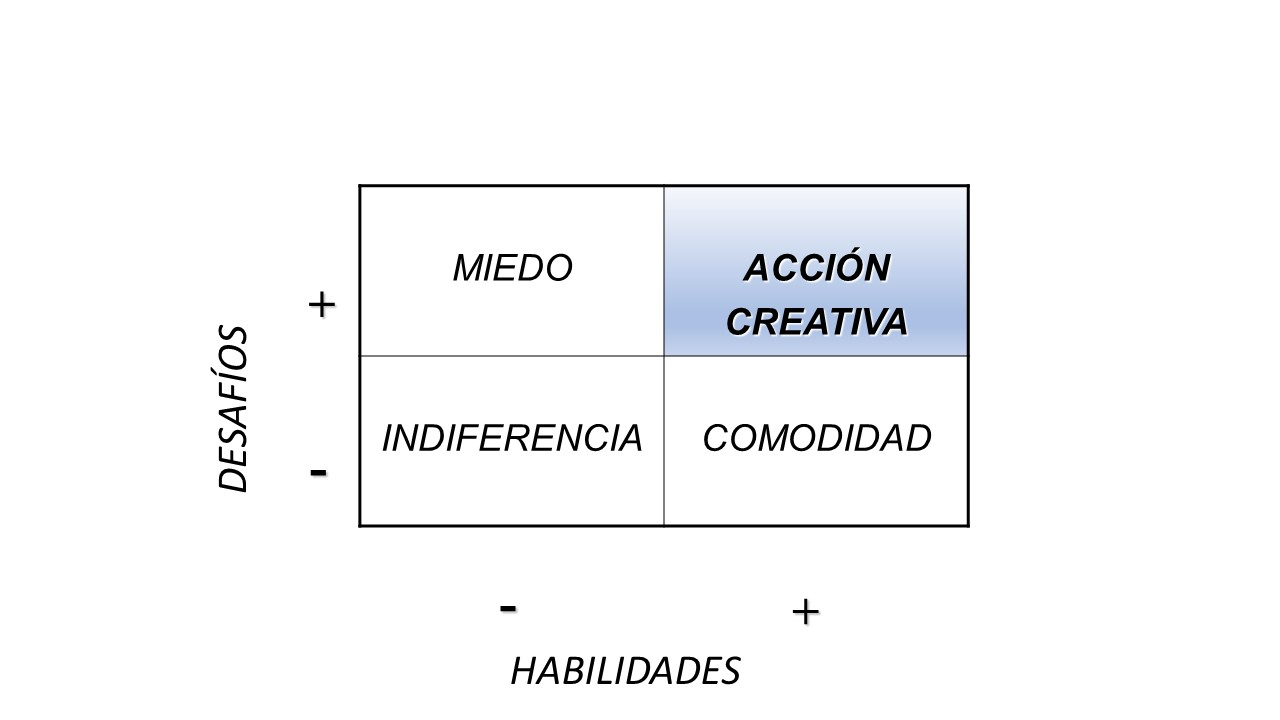 MIEDO
ACCIÓN
CREATIVA
+
DESAFÍOS
INDIFERENCIA
COMODIDAD
-
-
+
HABILIDADES